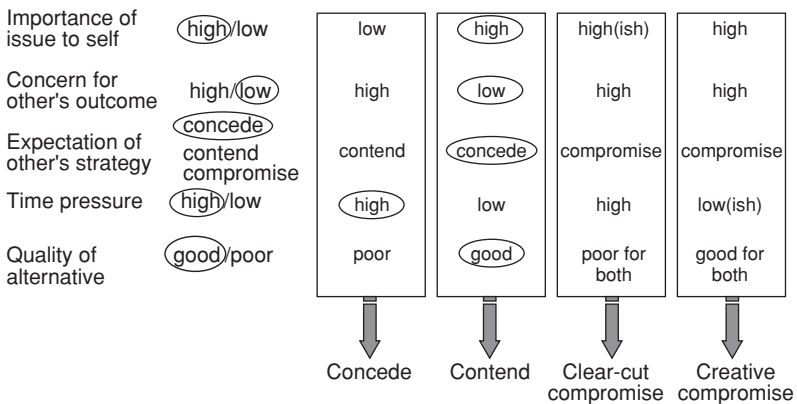 Importance of issue to self high/low low high high(ish) high
Concern for other's outcome high/low high low high high
Expectation of other's strategy concede contend compromise contend concede compromise compromise
Time pressure high/low high low high low(ish)
Quality of alternative good/poor poor good poor for both good for both
Concede Contend Clear-cut compromise Creative compromise